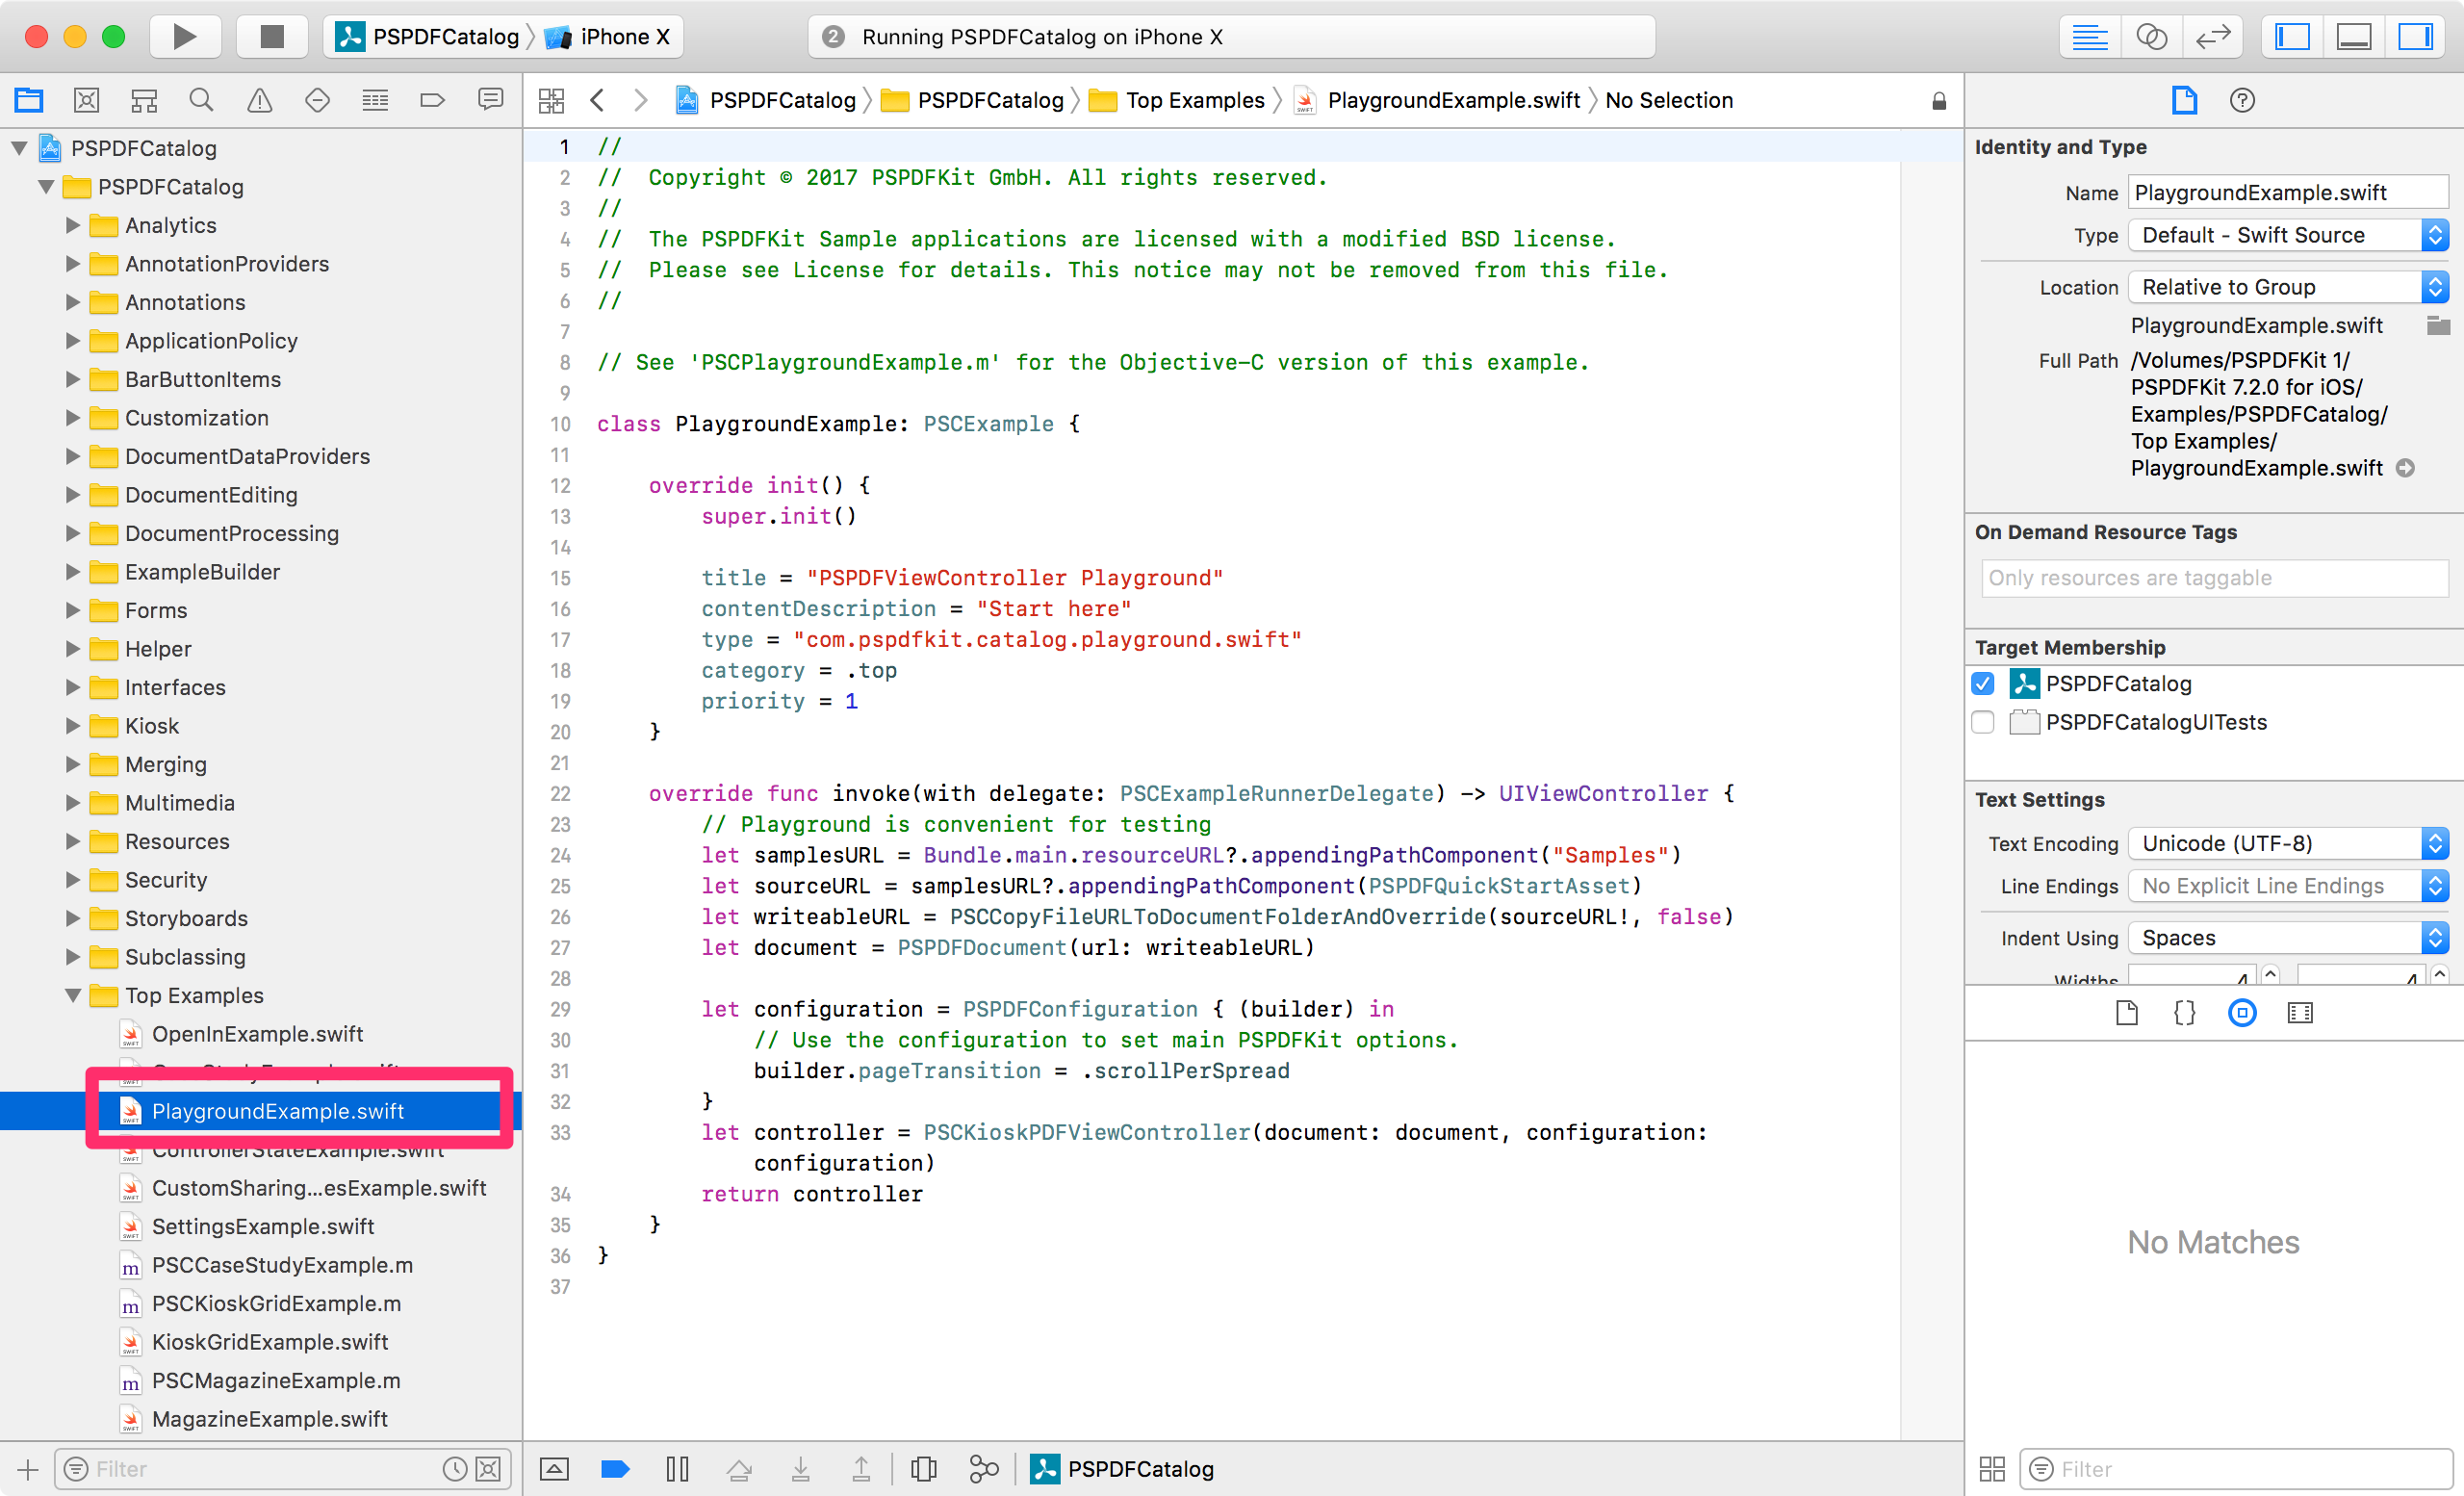 PSPDFCatalog
iPhone X
2
Running PSPDFCatalog on iPhone X
PSPDFCatalog
PSPDFCatalog
Top Examples
PlaygroundExample.swift
No Selection
PSPDFCatalog
PSPDFCatalog
Analytics
AnnotationProviders
Annotations
ApplicationPolicy
BarButtonItems
Customization
DocumentDataProviders
DocumentEditing
DocumentProcessing
ExampleBuilder
Forms
Helper
Interfaces
Kiosk
Merging
Multimedia
Resources
Security
Storyboards
Subclassing
Top Examples
OpenInExample.swift
PlaygroundExample.swift
ControllerStateExample.swift
CustomSharing...esExample.swift
SettingsExample.swift
PSCCaseStudyExample.m
PSCKioskGridExample.m
KioskGridExample.swift
PSCMagazineExample.m
MagazineExample.swift
Filter
1 //
2 //  Copyright © 2017 PSPDFKit GmbH. All rights reserved.
3 //
4 //  The PSPDFKit Sample applications are licensed with a modified BSD license.
5 //  Please see License for details. This notice may not be removed from this file.
6 //
7
8 // See 'PSCPlaygroundExample.m' for the Objective-C version of this example.
9
10 class PlaygroundExample: PSCExample {
11
12     override init() {
13         super.init()
14
15         title = "PSPDFViewController Playground"
16         contentDescription = "Start here"
17         type = "com.pspdfkit.catalog.playground.swift"
18         category = .top
19         priority = 1
20     }
21
22     override func invoke(with delegate: PSCExampleRunnerDelegate) -> UIViewController {
23         // Playground is convenient for testing
24         let samplesURL = Bundle.main.resourceURL?.appendingPathComponent("Samples")
25         let sourceURL = samplesURL?.appendingPathComponent(PSPDFQuickStartAsset)
26         let writeableURL = PSCCopyFileURLToDocumentFolderAndOverride(sourceURL!, false)
27         let document = PSPDFDocument(url: writeableURL)
28
29         let configuration = PSPDFConfiguration { (builder) in
30             // Use the configuration to set main PSPDFKit options.
31             builder.pageTransition = .scrollPerSpread
32         }
33         let controller = PSCKioskPDFViewController(document: document, configuration:
            configuration)
34         return controller
35     }
36 }
37
PSPDFCatalog
Identity and Type
Name PlaygroundExample.swift
Type Default - Swift Source
Location Relative to Group
PlaygroundExample.swift
Full Path /Volumes/PSPDFKit 1/
PSPDFKit 7.2.0 for iOS/
Examples/PSPDFCatalog/
Top Examples/
PlaygroundExample.swift
On Demand Resource Tags
Only resources are taggable
Target Membership
PSPDFCatalog
PSPDFCatalogUITests
Text Settings
Text Encoding Unicode (UTF-8)
Line Endings No Explicit Line Endings
Indent Using Spaces
Widths 4 4
No Matches
Filter